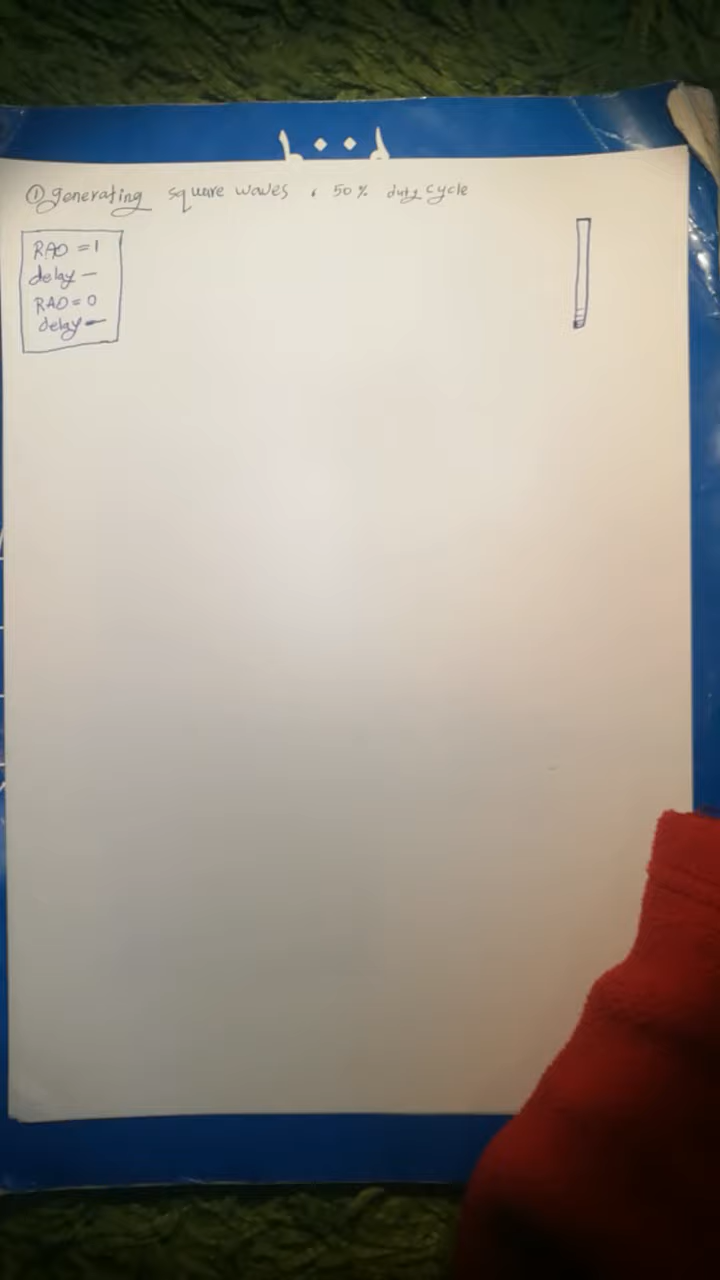 ① generating square waves , 50 % duty cycle
RA0 = 1
delay —
RA0 = 0
delay —